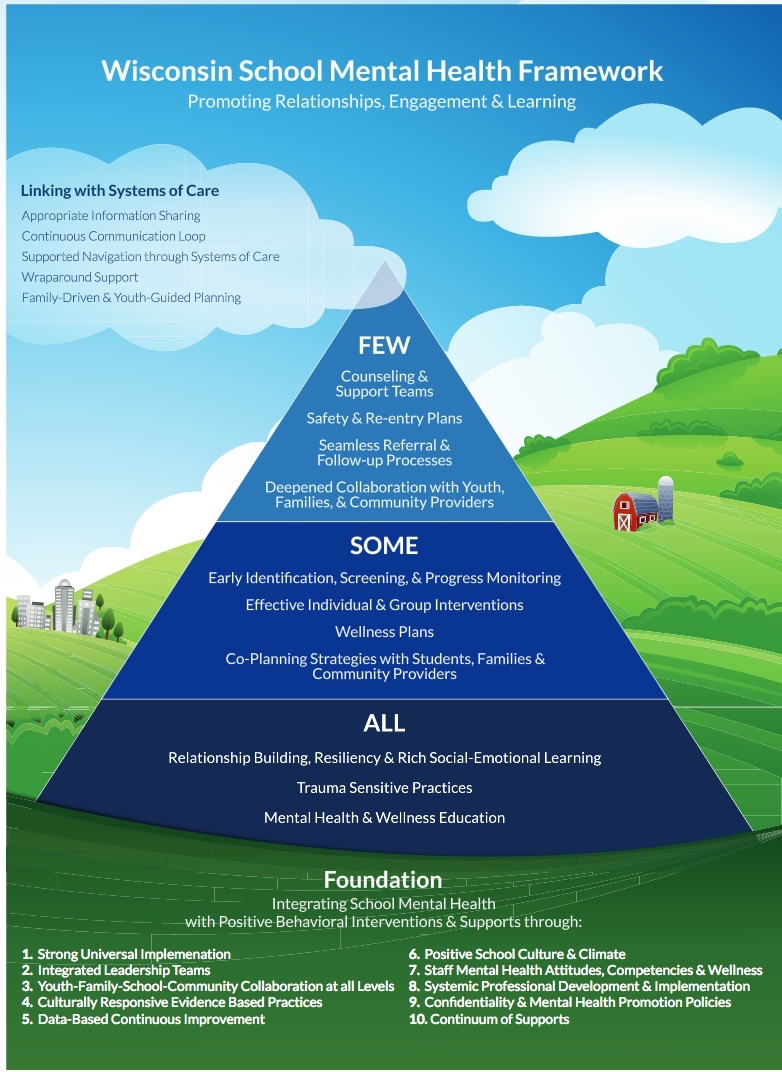 Wisconsin School Mental Health Framework
Promoting Relationships, Engagement & Learning
Linking with Systems of Care
Appropriate Information Sharing
Continuous Communication Loop
Supported Navigation through Systems of Care
Wraparound Support
Family-Driven & Youth-Guided Planning
FEW
Counseling &
Support Teams
Safety & Re-entry Plans
Seamless Referral &
Follow-up Processes
Deepened Collaboration with Youth,
Families, & Community Providers
SOME
Early Identification, Screening, & Progress Monitoring
Effective Individual & Group Interventions
Wellness Plans
Co-Planning Strategies with Students, Families &
Community Providers
ALL
Relationship Building, Resiliency & Rich Social-Emotional Learning
Trauma Sensitive Practices
Mental Health & Wellness Education
Foundation
Integrating School Mental Health
with Positive Behavioral Interventions & Supports through:
1. Strong Universal Implemenation
2. Integrated Leadership Teams
3. Youth-Family-School-Community Collaboration at all Levels
4. Culturally Responsive Evidence Based Practices
5. Data-Based Continuous Improvement
6. Positive School Culture & Climate
7. Staff Mental Health Attitudes, Competencies & Wellness
8. Systemic Professional Development & Implementation
9. Confidentiality & Mental Health Promotion Policies
10. Continuum of Supports